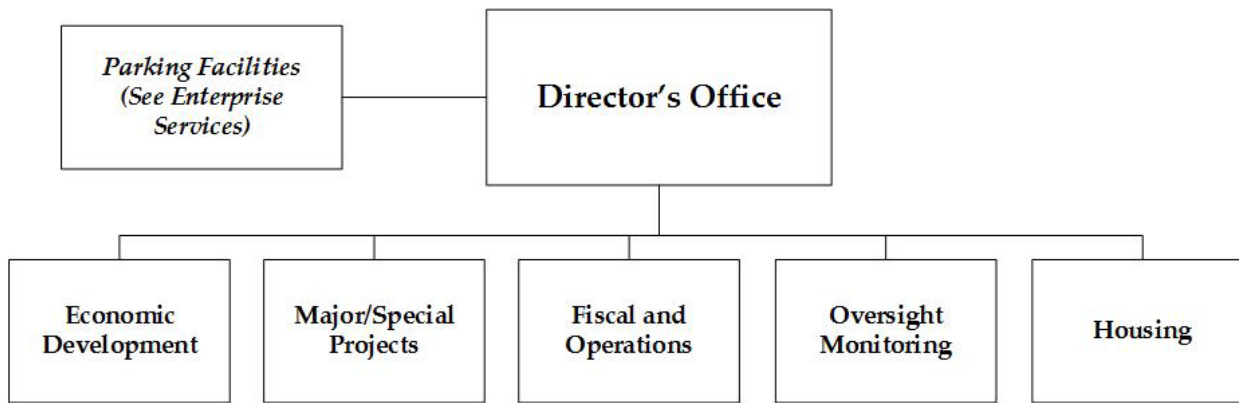 Parking Facilities
(See Enterprise
Services)
Director’s Office
Economic
Development
Major/Special
Projects
Fiscal and
Operations
Oversight
Monitoring
Housing